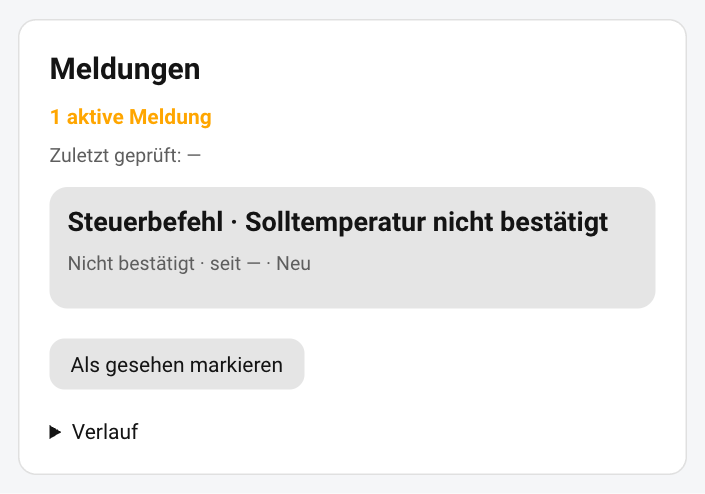 Meldungen
1 aktive Meldung
Zuletzt geprüft: —
Steuerbefehl · Solltemperatur nicht bestätigt
Nicht bestätigt · seit — · Neu
Als gesehen markieren
Verlauf